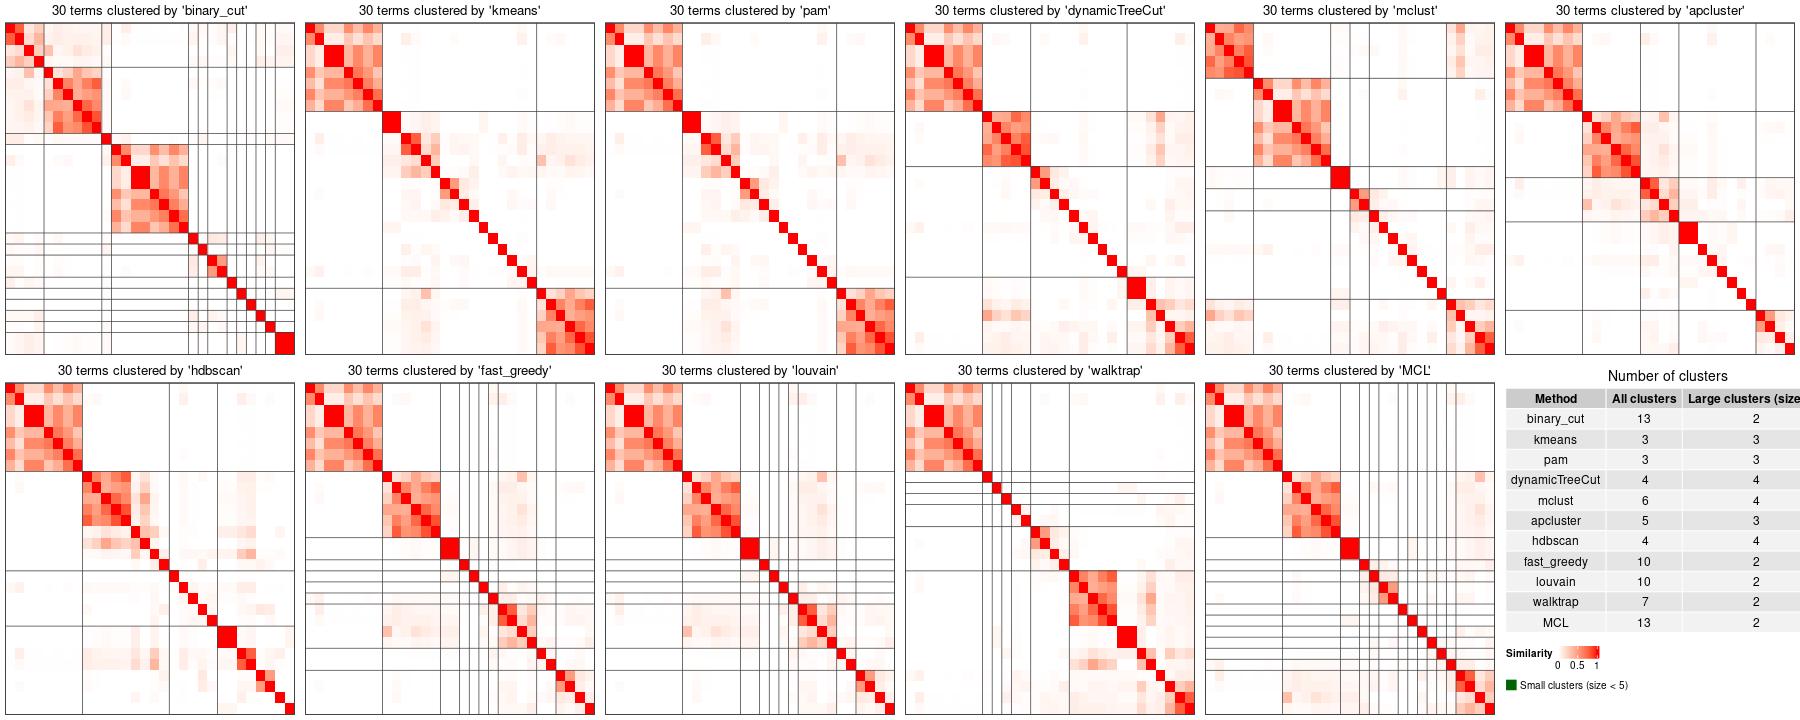 30 terms clustered by 'binary_cut'
30 terms clustered by 'kmeans'
30 terms clustered by 'pam'
30 terms clustered by 'dynamicTreeCut'
30 terms clustered by 'mclust'
30 terms clustered by 'apcluster'
30 terms clustered by 'hdbscan'
30 terms clustered by 'fast_greedy'
30 terms clustered by 'louvain'
30 terms clustered by 'walktrap'
30 terms clustered by 'MCL'
Number of clusters
Method All clusters Large clusters (size
binary_cut 13 2
kmeans 3 3
pam 3 3
dynamicTreeCut 4 4
mclust 6 4
apcluster 5 3
hdbscan 4 4
fast_greedy 10 2
louvain 10 2
walktrap 7 2
MCL 13 2
Similarity
0 0.5 1
Small clusters (size < 5)